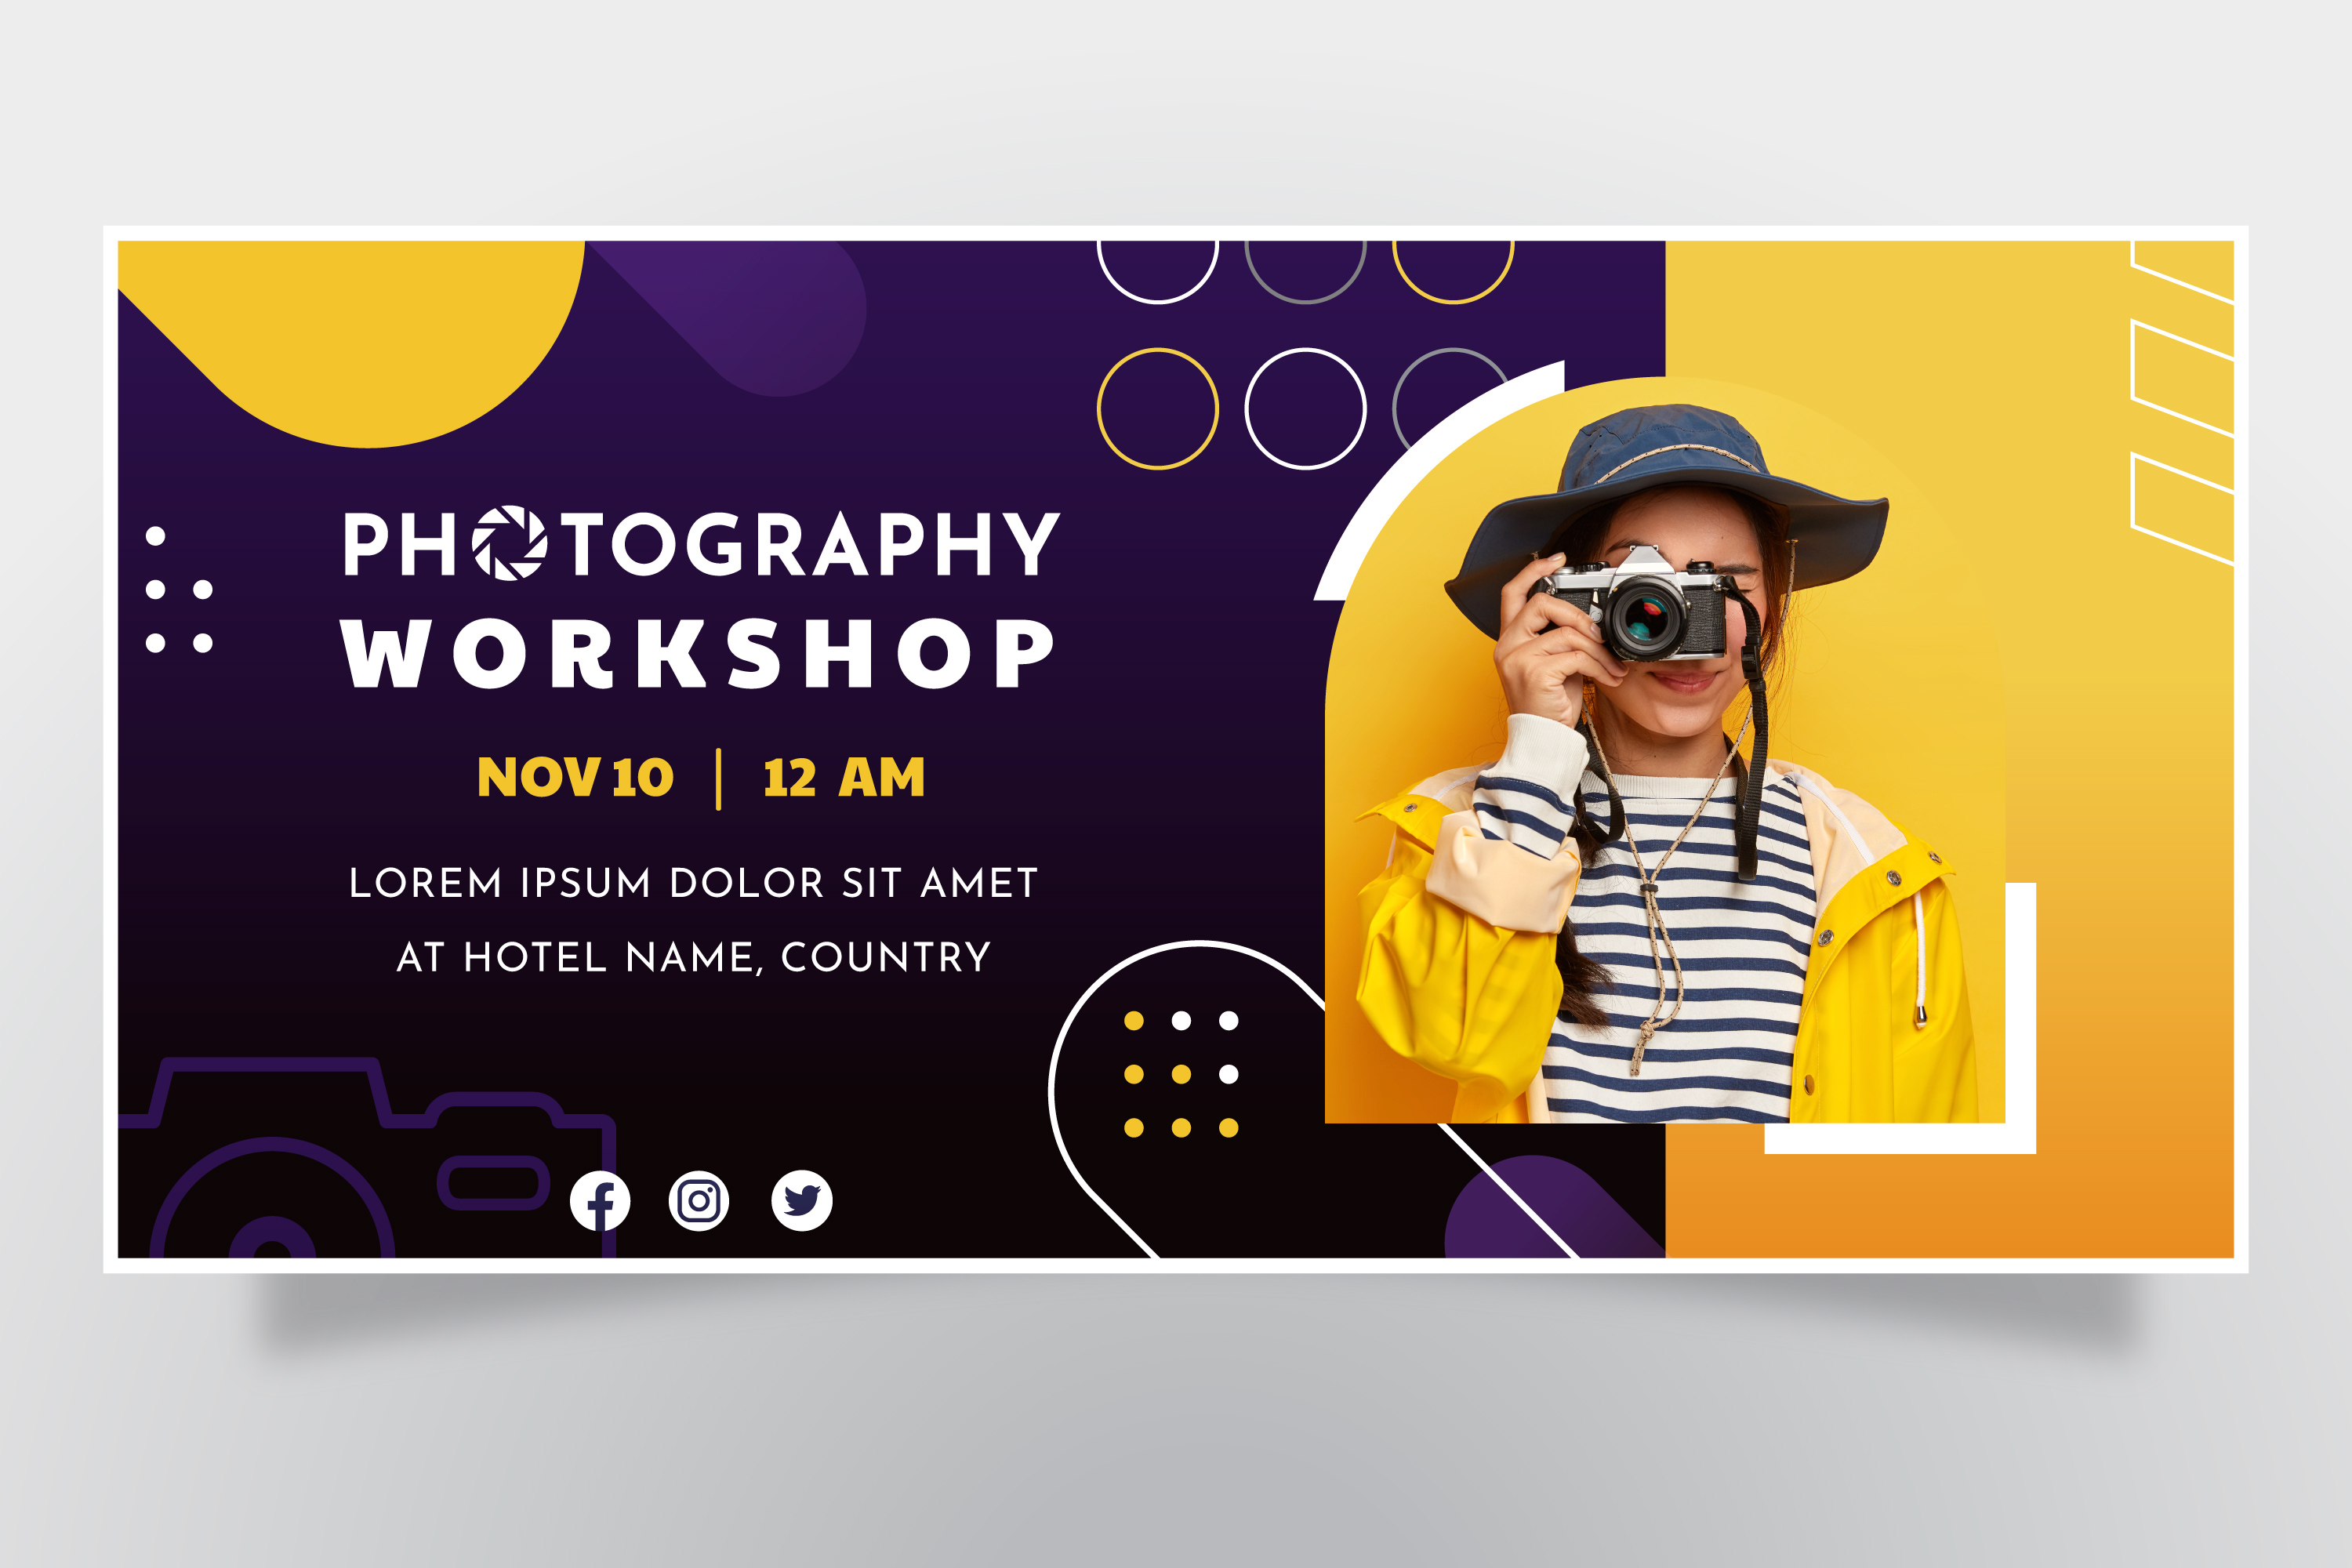 PHOTOGRAPHY
WORKSHOP
NOV 10 | 12 AM
LOREM IPSUM DOLOR SIT AMET
AT HOTEL NAME, COUNTRY